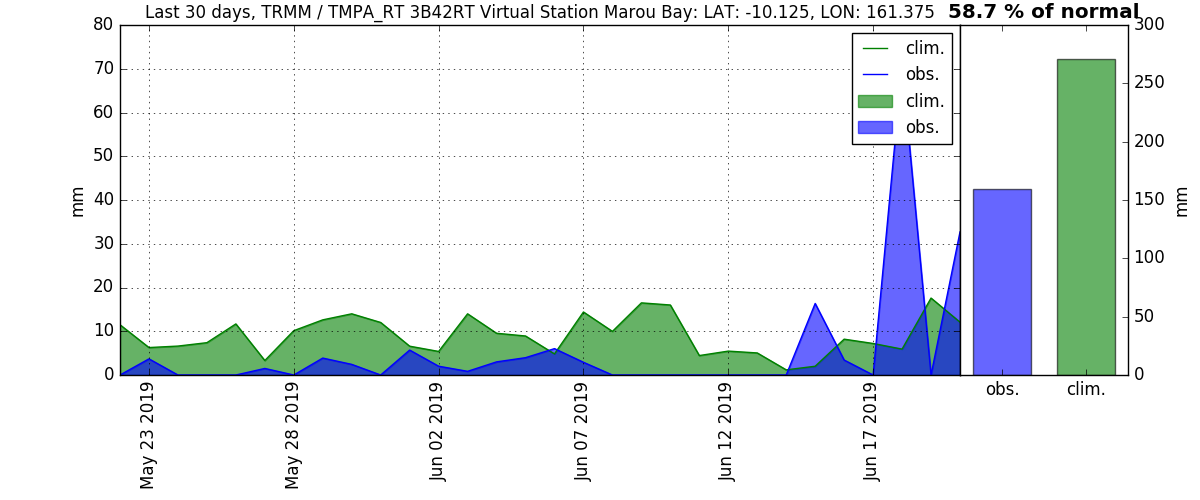 Last 30 days, TRMM / TMPA_RT 3B42RT Virtual Station Marou Bay: LAT: -10.125, LON: 161.375 58.7 % of normal
80
70
60
50
40
30
20
10
0
mm
clim.
obs.
clim.
obs.
May 23 2019
May 28 2019
Jun 02 2019
Jun 07 2019
Jun 12 2019
Jun 17 2019
300
250
200
150
100
50
0
mm
obs. clim.